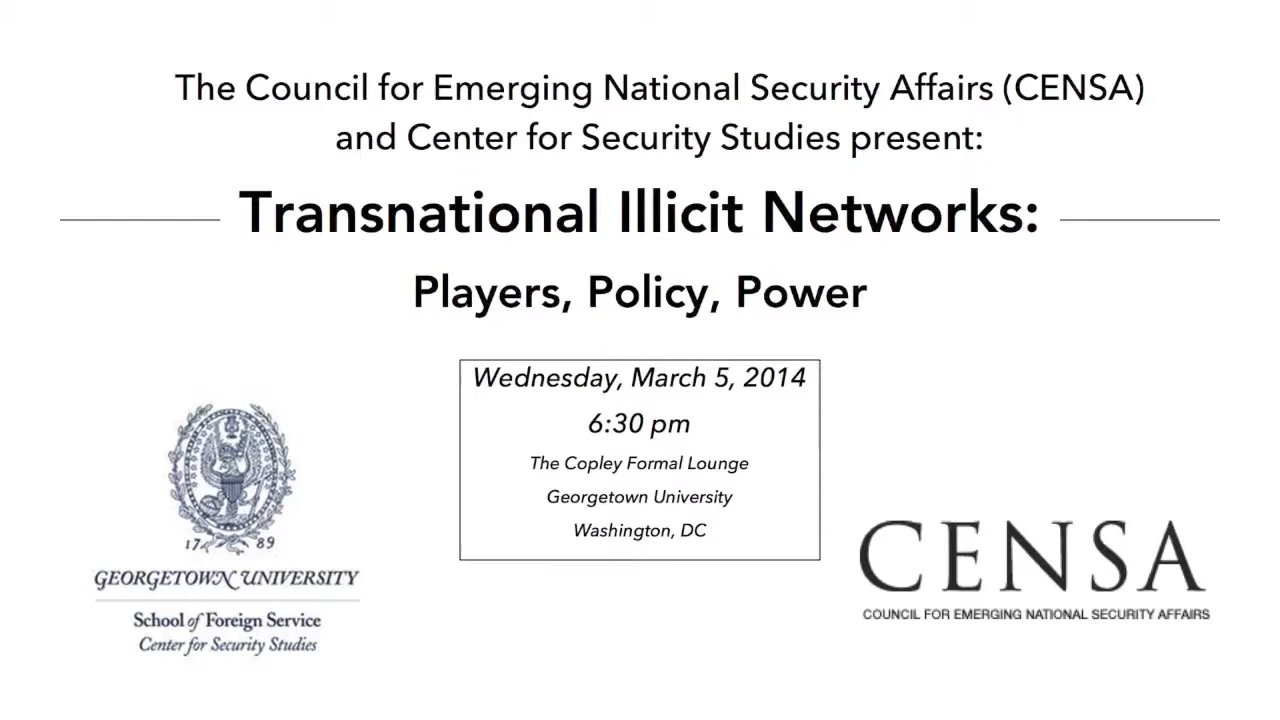 The Council for Emerging National Security Affairs (CENSA)
and Center for Security Studies present:
Transnational Illicit Networks:
Players, Policy, Power
Wednesday, March 5, 2014
6:30 pm
The Copley Formal Lounge
Georgetown University
Washington, DC
17 89
GEORGETOWN UNIVERSITY
School of Foreign Service
Center for Security Studies
CENSA
COUNCIL FOR EMERGING NATIONAL SECURITY AFFAIRS